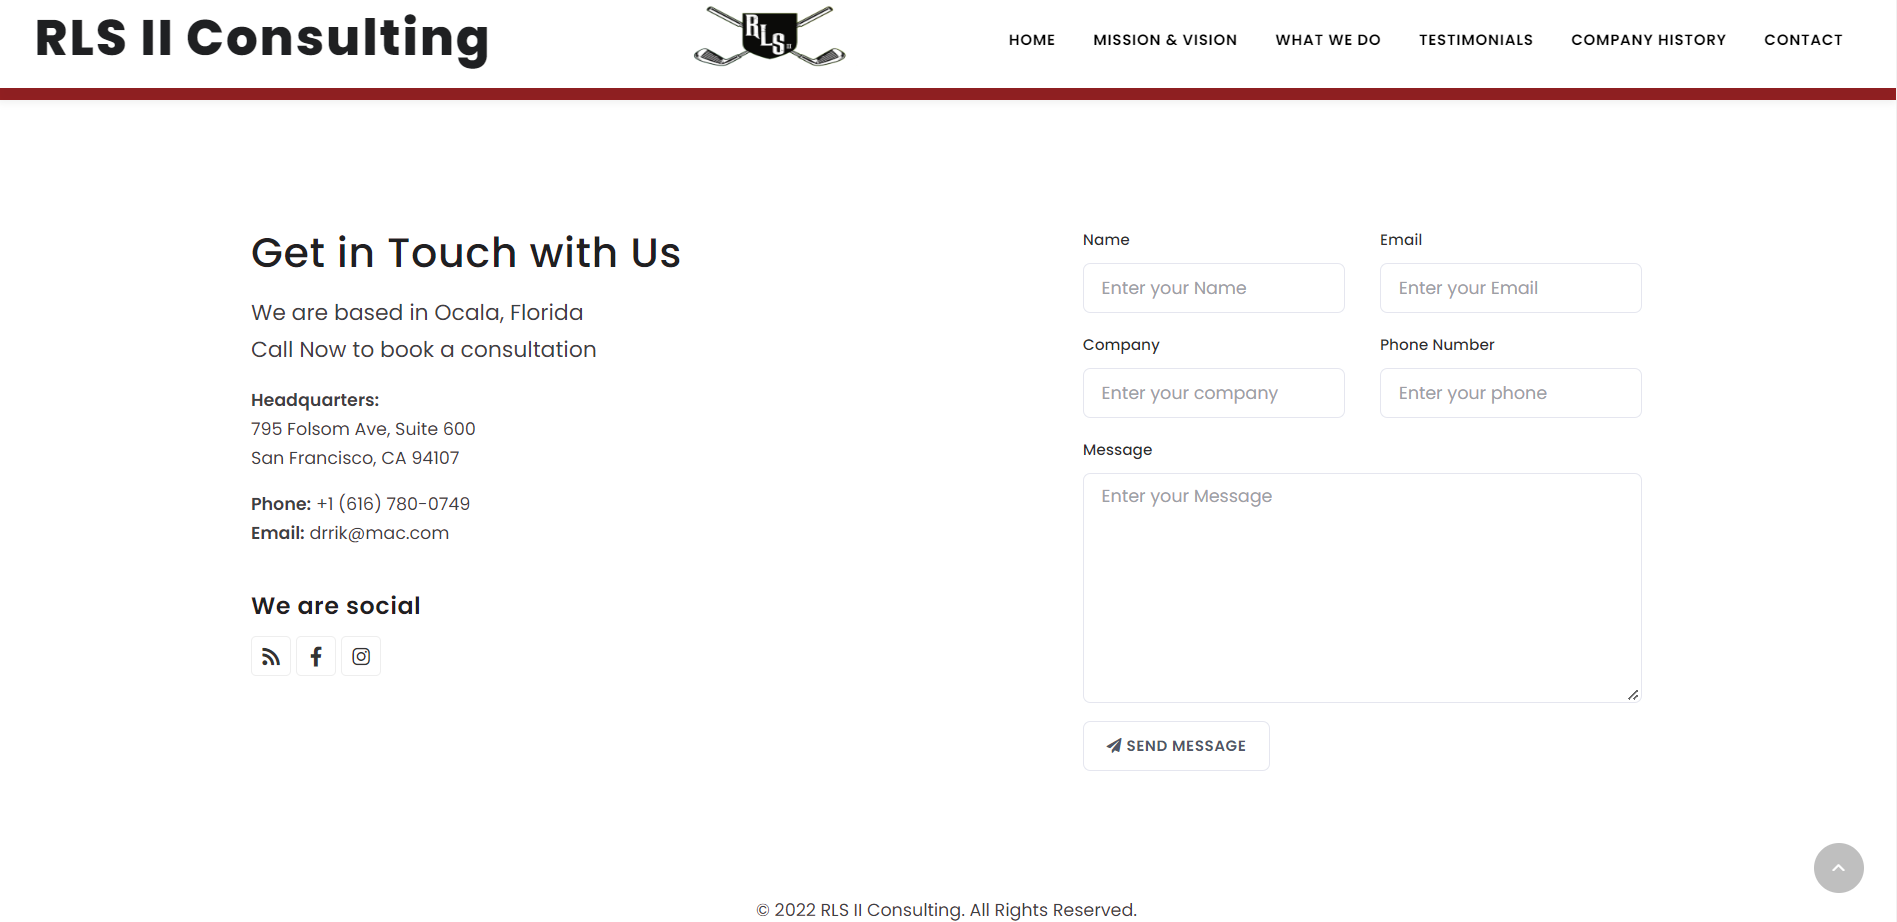 RLS II Consulting
RLS II
HOME MISSION & VISION WHAT WE DO TESTIMONIALS COMPANY HISTORY CONTACT
Get in Touch with Us
We are based in Ocala, Florida
Call Now to book a consultation
Headquarters:
795 Folsom Ave, Suite 600
San Francisco, CA 94107
Phone: +1 (616) 780-0749
Email: drrik@mac.com
We are social
Name Email
Enter your Name Enter your Email
Company Phone Number
Enter your company Enter your phone
Message
Enter your Message
SEND MESSAGE
© 2022 RLS II Consulting. All Rights Reserved.